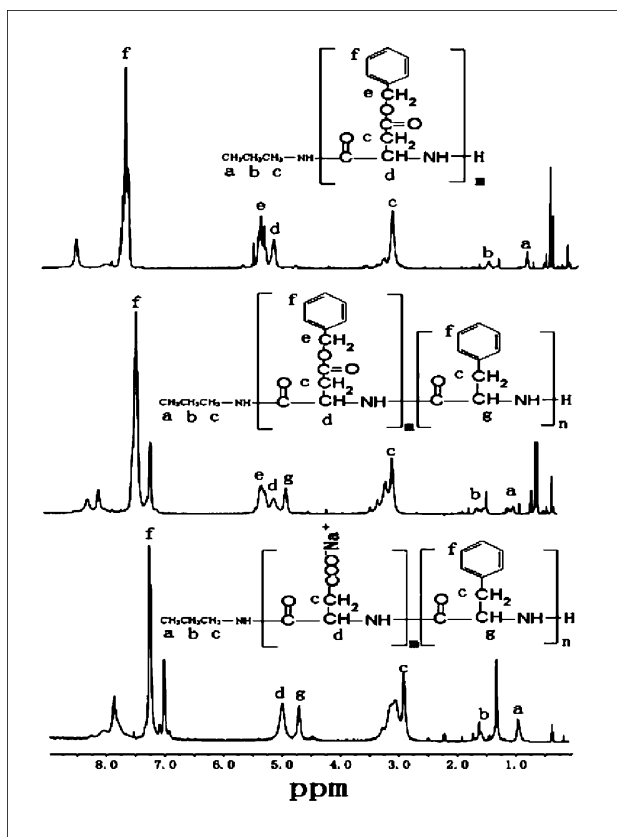 f
f
e CH₂
O
C=O
O c CH₂
CH₃CH₂CH₂-NH C CH-NH H
a b c d
m
e d c b a
f
f
e CH₂
O
C=O f
O c CH₂ O c CH₂
CH₃CH₂CH₂-NH C CH-NH C CH-NH H
a b c d m g n
e d g c b a
f
Na⁺
COO f
O c CH₂ O c CH₂
CH₃CH₂CH₂-NH C CH-NH C CH-NH H
a b c d m g n
d g c b a
8.0 7.0 6.0 5.0 4.0 3.0 2.0 1.0
ppm